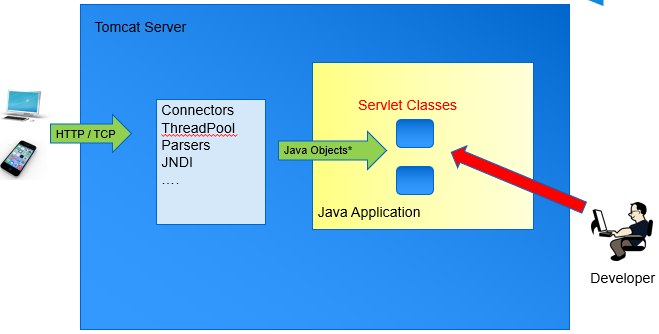 Tomcat Server
HTTP / TCP
Connectors
ThreadPool
Parsers
JNDI
....
Java Objects*
Servlet Classes
Java Application
Developer